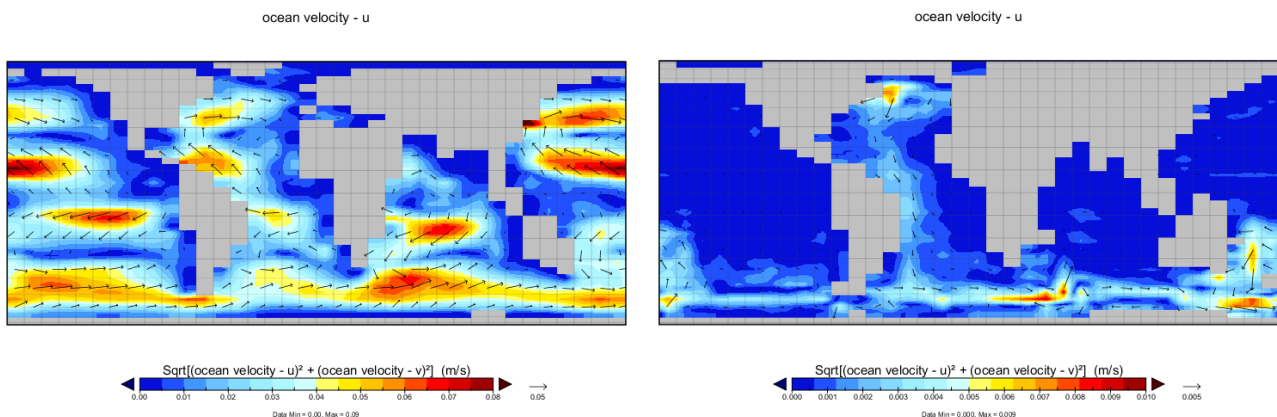 ocean velocity - u
Sqrt[(ocean velocity - u)² + (ocean velocity - v)²] (m/s)
0.00 0.01 0.02 0.03 0.04 0.05 0.06 0.07 0.08
0.05
Data Min = 0.00, Max = 0.09
ocean velocity - u
Sqrt[(ocean velocity - u)² + (ocean velocity - v)²] (m/s)
0.000 0.001 0.002 0.003 0.004 0.005 0.006 0.007 0.008 0.009 0.010
0.005
Data Min = 0.000, Max = 0.009